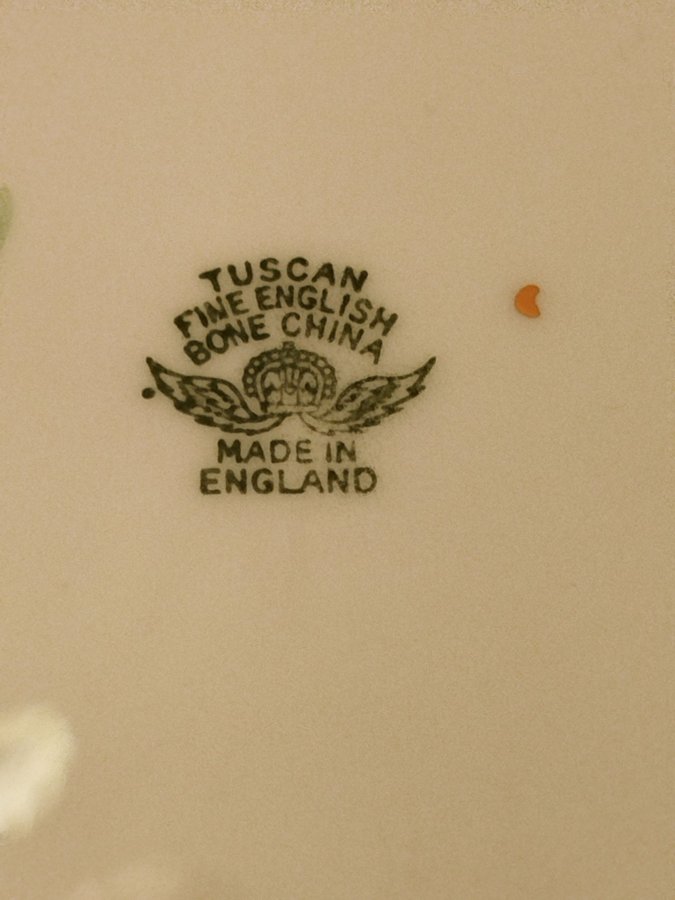 TUSCAN
FINE ENGLISH
BONE CHINA
MADE IN
ENGLAND